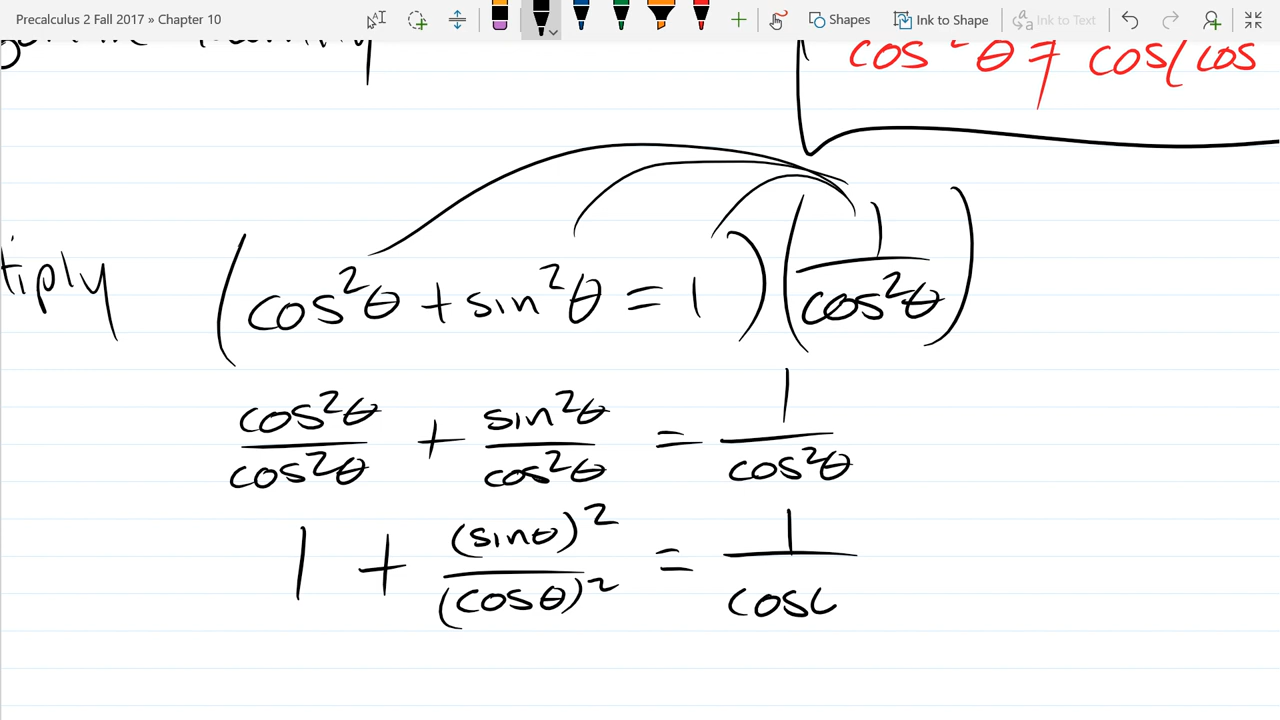 Precalculus 2 Fall 2017 » Chapter 10
Shapes
Ink to Shape
Ink to Text
cos²θ ≠ cos(cos
tiply (cos²θ + sin²θ = 1)(1/cos²θ)
cos²θ/cos²θ + sin²θ/cos²θ = 1/cos²θ
1 + (sinθ)²/(cosθ)² = 1/cos(